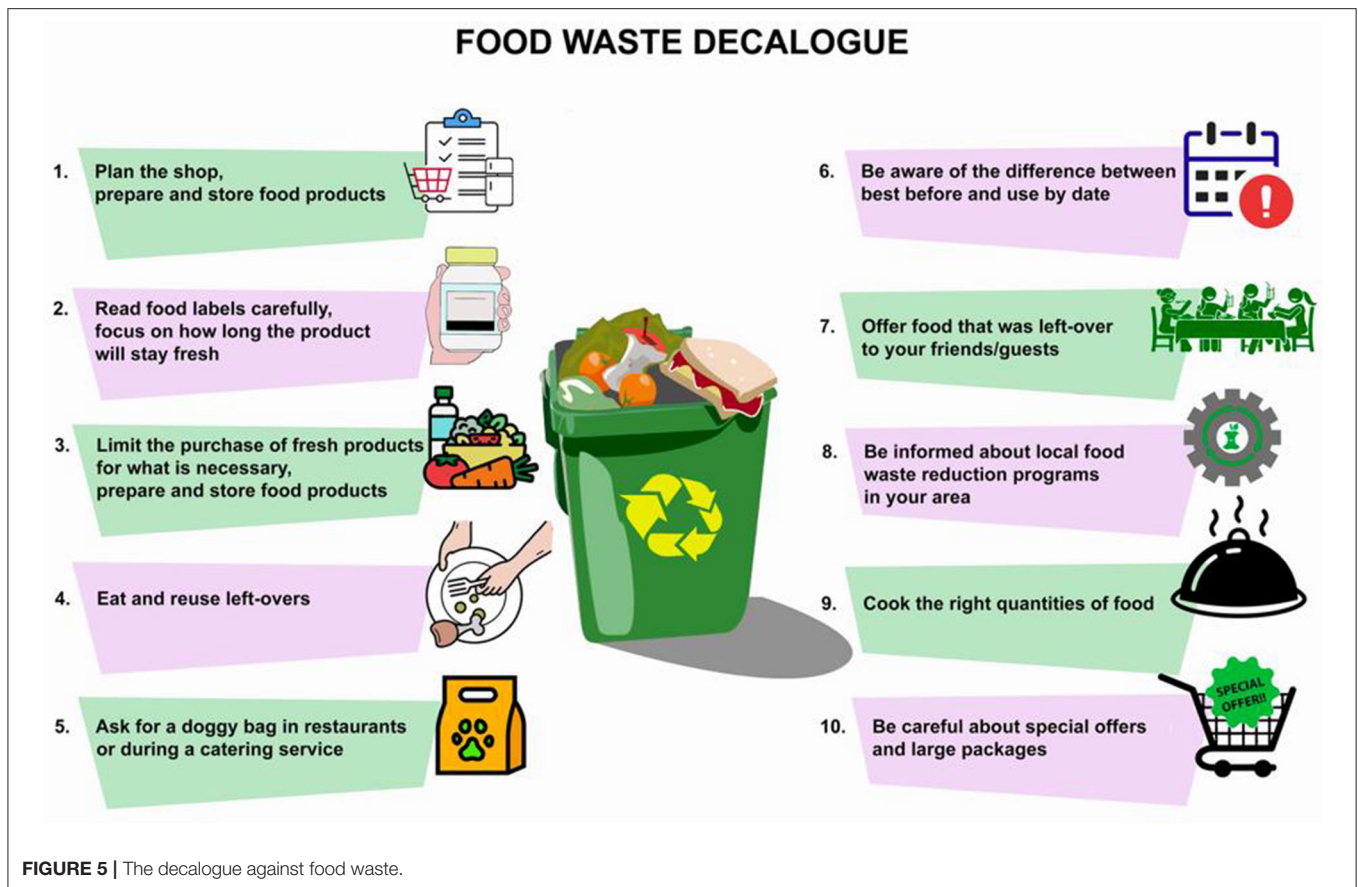 FOOD WASTE DECALOGUE
1. Plan the shop,
prepare and store food products
2. Read food labels carefully,
focus on how long the product
will stay fresh
3. Limit the purchase of fresh products
for what is necessary,
prepare and store food products
4. Eat and reuse left-overs
5. Ask for a doggy bag in restaurants
or during a catering service
6. Be aware of the difference between
best before and use by date
7. Offer food that was left-over
to your friends/guests
8. Be informed about local food
waste reduction programs
in your area
9. Cook the right quantities of food
10. Be careful about special offers
and large packages
SPECIAL
OFFER!!
FIGURE 5 | The decalogue against food waste.